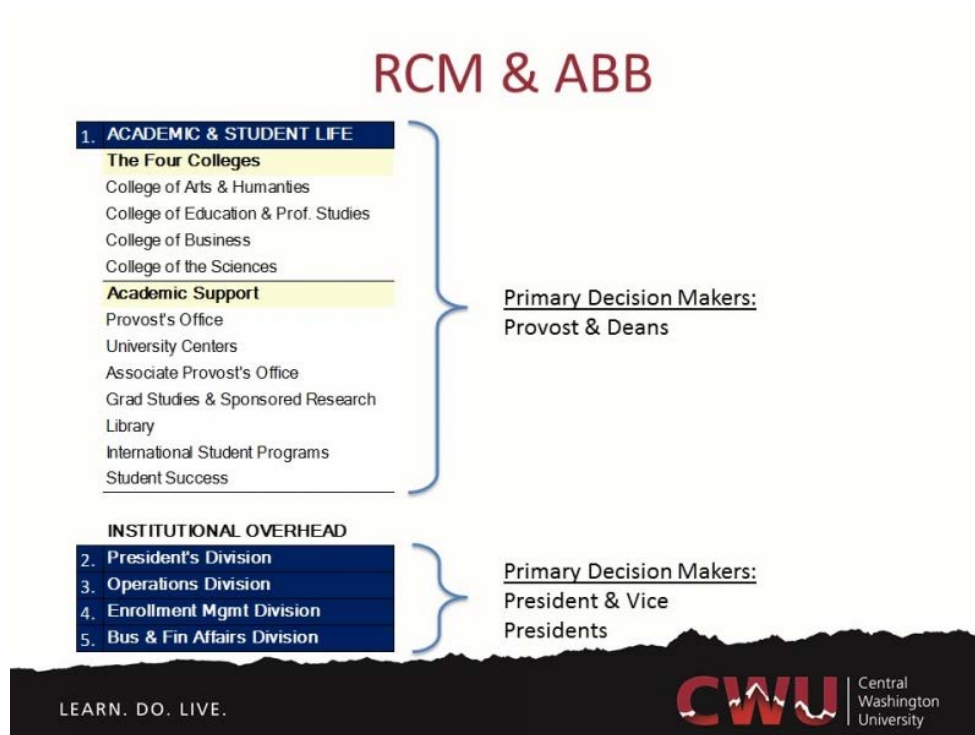 RCM & ABB
1. ACADEMIC & STUDENT LIFE
The Four Colleges
College of Arts & Humanties
College of Education & Prof. Studies
College of Business
College of the Sciences
Academic Support
Provost's Office
University Centers
Associate Provost's Office
Grad Studies & Sponsored Research
Library
International Student Programs
Student Success
Primary Decision Makers:
Provost & Deans
INSTITUTIONAL OVERHEAD
2. President's Division
3. Operations Division
4. Enrollment Mgmt Division
5. Bus & Fin Affairs Division
Primary Decision Makers:
President & Vice
Presidents
LEARN. DO. LIVE.
CWU
Central
Washington
University